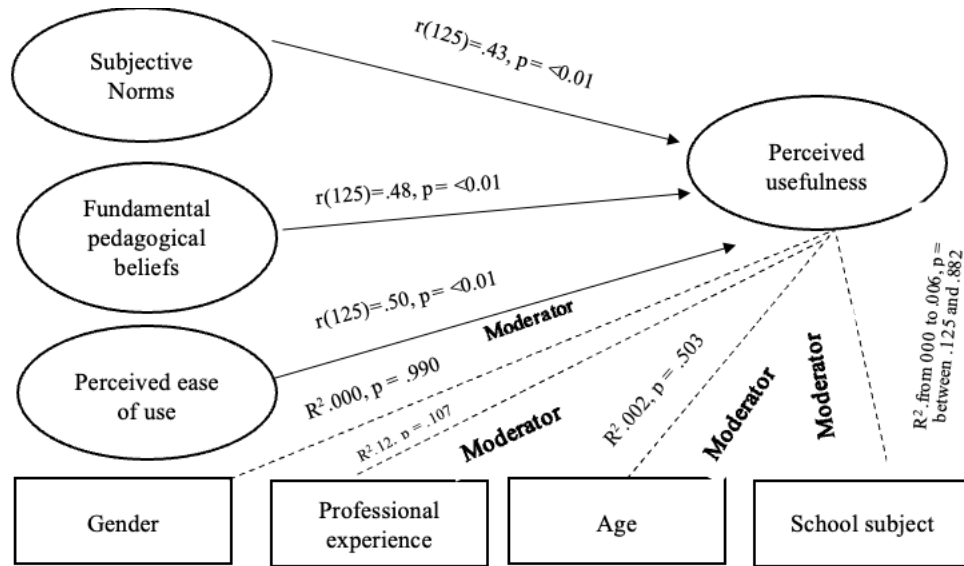 r(125)=.43, p= <0.01
Subjective
Norms
Perceived
usefulness
r(125)=.48, p= <0.01
Fundamental
pedagogical
beliefs
r(125)=.50, p= <0.01
Moderator
Perceived ease
of use
R².000, p = .990
R².12, p = .107
Moderator
R².002, p = .503
Moderator
Moderator
R².from 000 to .006, p =
between .125 and .882
Gender
Professional
experience
Age
School subject